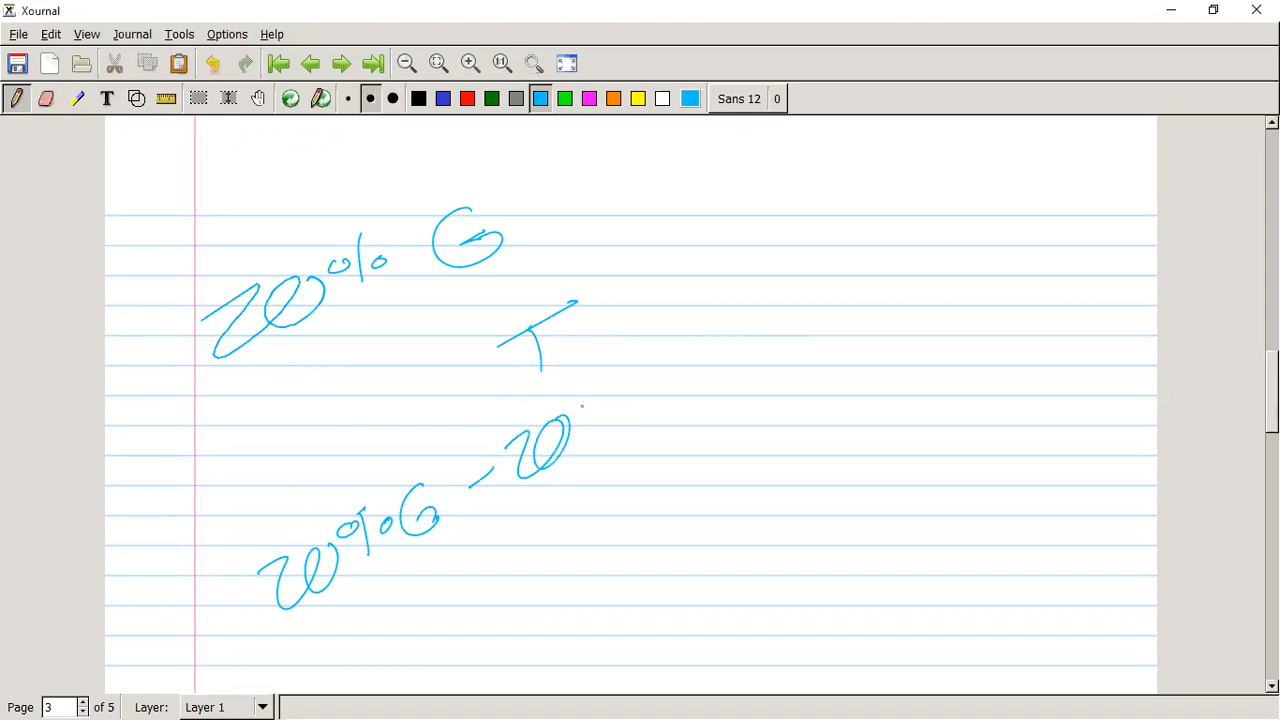 Xournal
File Edit View Journal Tools Options Help
Sans 12 0
20% G
T
20% G - 20
Page 3 of 5 Layer: Layer 1